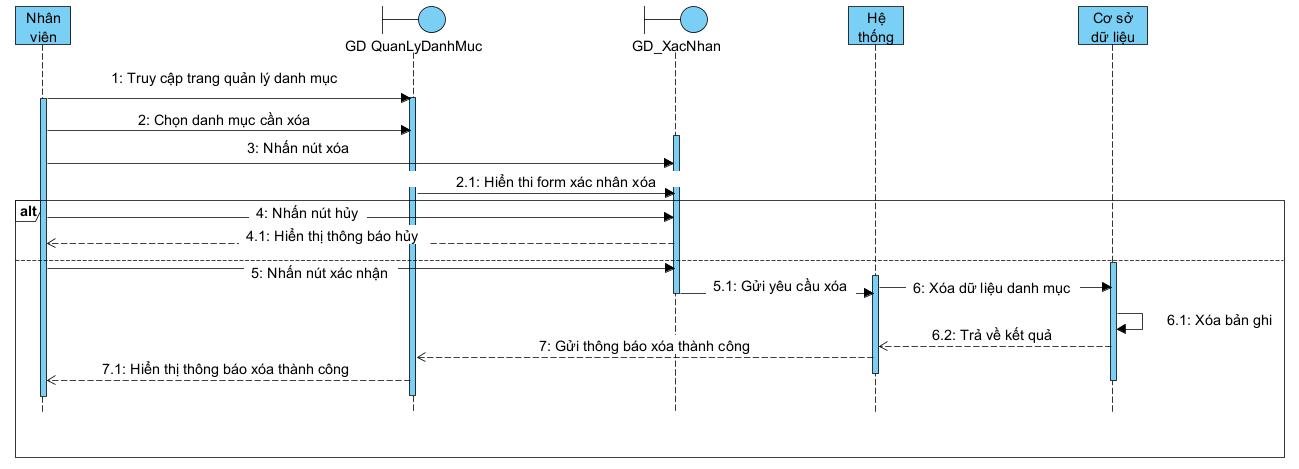 Nhân
viên
GD QuanLyDanhMuc
GD_XacNhan
Hệ
thống
Cơ sở
dữ liệu
1: Truy cập trang quản lý danh mục
2: Chọn danh mục cần xóa
3: Nhấn nút xóa
2.1: Hiển thi form xác nhân xóa
alt
4: Nhấn nút hủy
4.1: Hiển thị thông báo hủy
5: Nhấn nút xác nhận
5.1: Gửi yêu cầu xóa
6: Xóa dữ liệu danh mục
6.1: Xóa bản ghi
6.2: Trả về kết quả
7: Gửi thông báo xóa thành công
7.1: Hiển thị thông báo xóa thành công